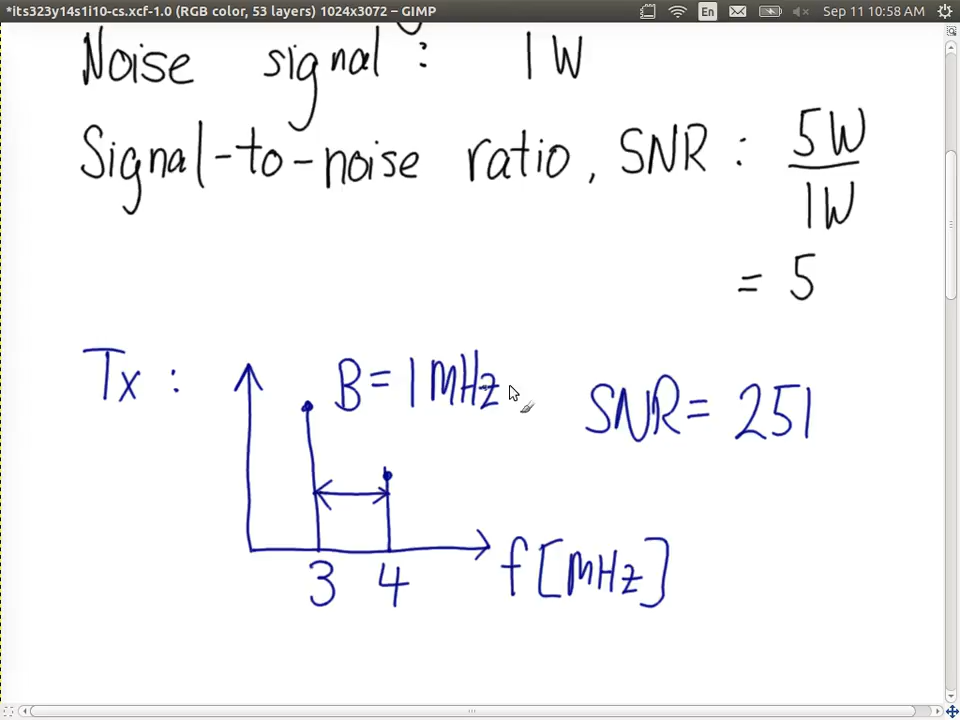 *its323y14s1i10-cs.xcf-1.0 (RGB color, 53 layers) 1024x3072 – GIMP
En
Sep 11 10:58 AM
Noise signal: 1W
Signal-to-noise ratio, SNR: 5W
1W
= 5
Tx:
B = 1 MHz
SNR = 251
3 4
f [MHz]